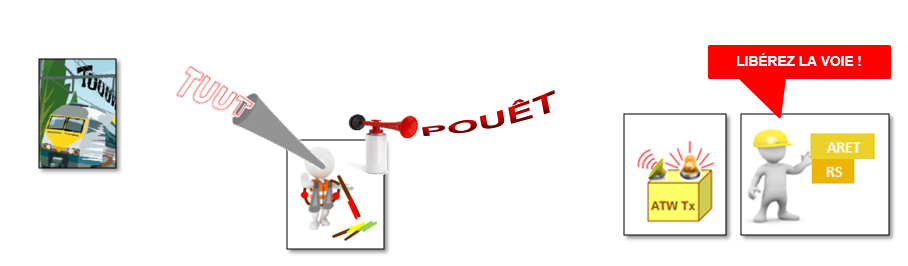 TUUT
POUÊT
LIBÉREZ LA VOIE !
ATW Tx
ARET
RS